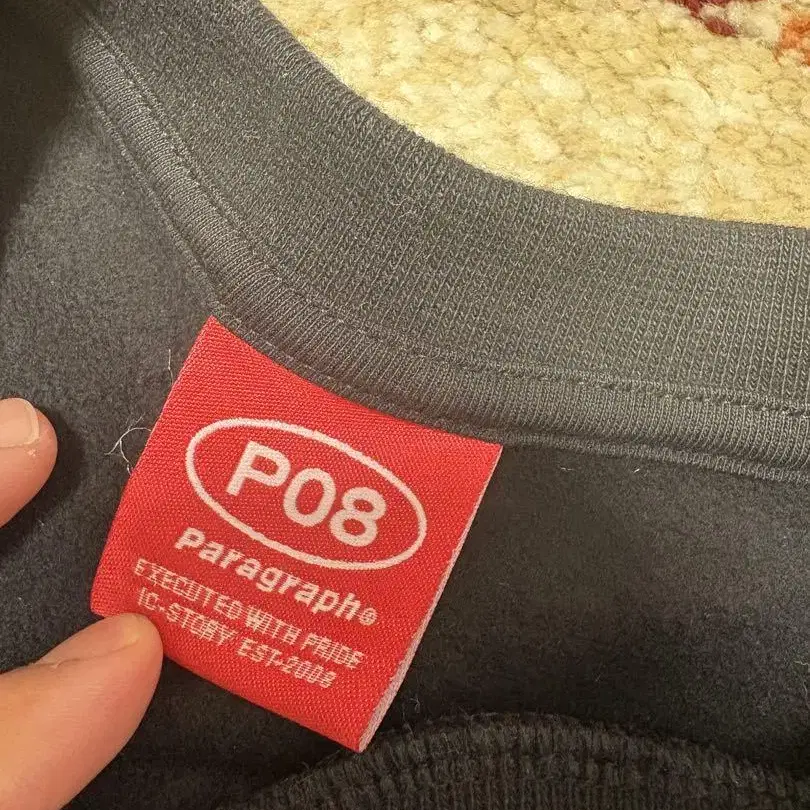 P08
Paragraph®
EXECUTED WITH PRIDE
IC-STORY EST-2008